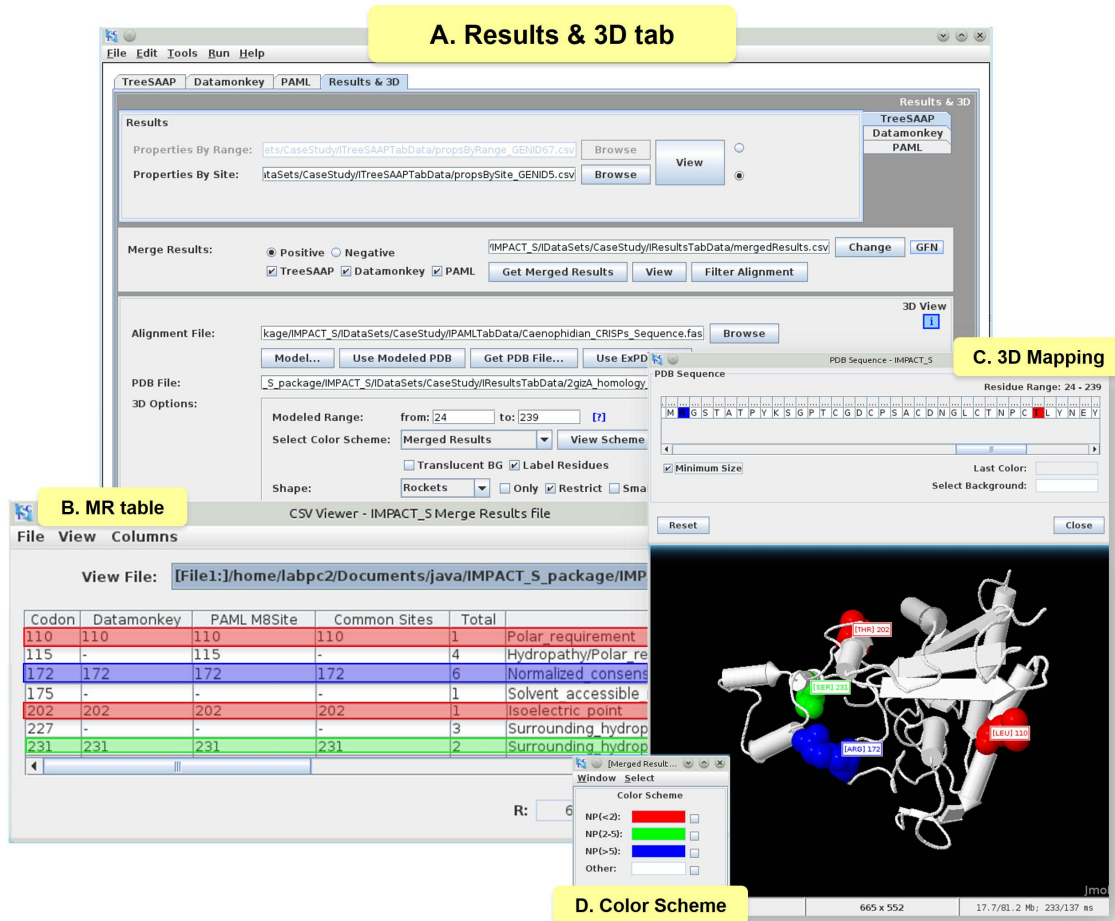 A. Results & 3D tab
File Edit Tools Run Help
TreeSAAP Datamonkey PAML Results & 3D
Results & 3D
Results
TreeSAAP
Datamonkey
PAML
Properties By Range: ets/CaseStudy/ITreeSAAPTabData/propsByRange_GENID67.csv Browse
View
Properties By Site: ataSets/CaseStudy/ITreeSAAPTabData/propsBySite_GENID5.csv Browse
Merge Results: Positive Negative /IMPACT_S/IDataSets/CaseStudy/IResultsTabData/mergedResults.csv Change GFN
TreeSAAP Datamonkey PAML Get Merged Results View Filter Alignment
3D View
i
Alignment File: kage/IMPACT_S/IDataSets/CaseStudy/IPAMLTabData/Caenophidian_CRISPs_Sequence.fas Browse
Model... Use Modeled PDB Get PDB File... Use ExPD
PDB File: _S_package/IMPACT_S/IDataSets/CaseStudy/IResultsTabData/2gizA_homology_
3D Options:
Modeled Range: from: 24 to: 239 [?]
Select Color Scheme: Merged Results View Scheme
Translucent BG Label Residues
Shape: Rockets Only Restrict Sma
C. 3D Mapping
PDB Sequence - IMPACT_S
PDB Sequence
Residue Range: 24 - 239
M R G S T A T P Y K S G P T C G D C P S A C D N G L C T N P C T L Y N E Y
Minimum Size Last Color:
Select Background:
Reset Close
B. MR table
CSV Viewer - IMPACT_S Merge Results file
File View Columns
View File: [File1:]/home/labpc2/Documents/java/IMPACT_S_package/IMP
Codon Datamonkey PAML M8Site Common Sites Total
110 110 110 110 1 Polar_requirement
115 - 115 - 4 Hydropathy/Polar_re
172 172 172 172 6 Normalized_consens
175 - - - 1 Solvent_accessible_
202 202 202 202 1 Isoelectric_point
227 - - - 3 Surrounding_hydrop
231 231 231 231 2 Surrounding_hydrop
R: 6
[THR] 202
[SER] 231
[LEU] 110
[ARG] 172
[Merged Result...
Window Select
Color Scheme
NP(<2):
NP(2-5):
NP(>5):
Other:
D. Color Scheme
Jmol
665 x 552 17.7/81.2 Mb; 233/137 ms